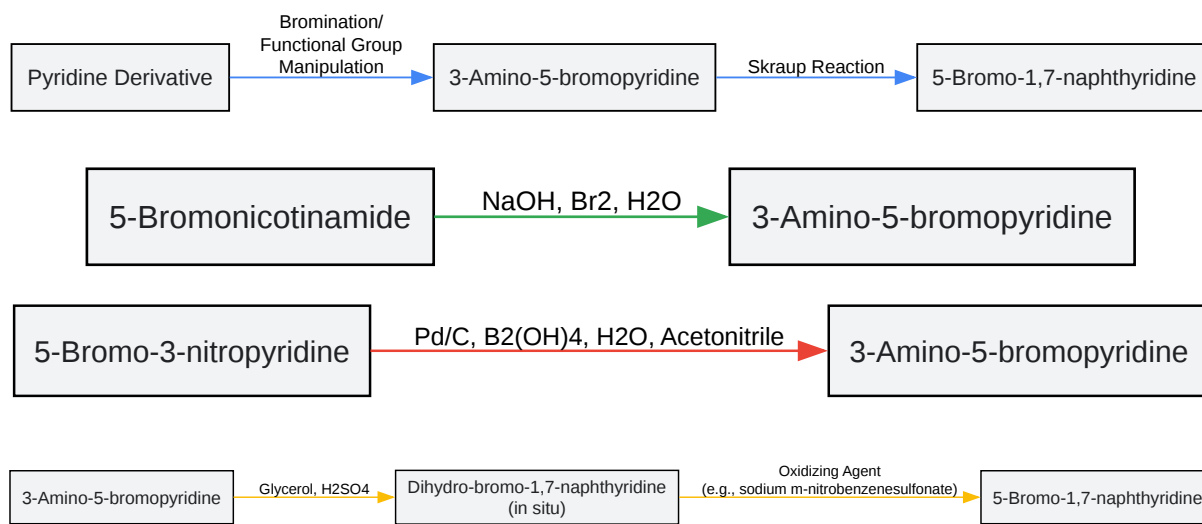 Bromination/
Functional Group
Manipulation
Pyridine Derivative
3-Amino-5-bromopyridine
Skraup Reaction
5-Bromo-1,7-naphthyridine
5-Bromonicotinamide
NaOH, Br2, H2O
3-Amino-5-bromopyridine
5-Bromo-3-nitropyridine
Pd/C, B2(OH)4, H2O, Acetonitrile
3-Amino-5-bromopyridine
3-Amino-5-bromopyridine
Glycerol, H2SO4
Dihydro-bromo-1,7-naphthyridine
(in situ)
Oxidizing Agent
(e.g., sodium m-nitrobenzenesulfonate)
5-Bromo-1,7-naphthyridine